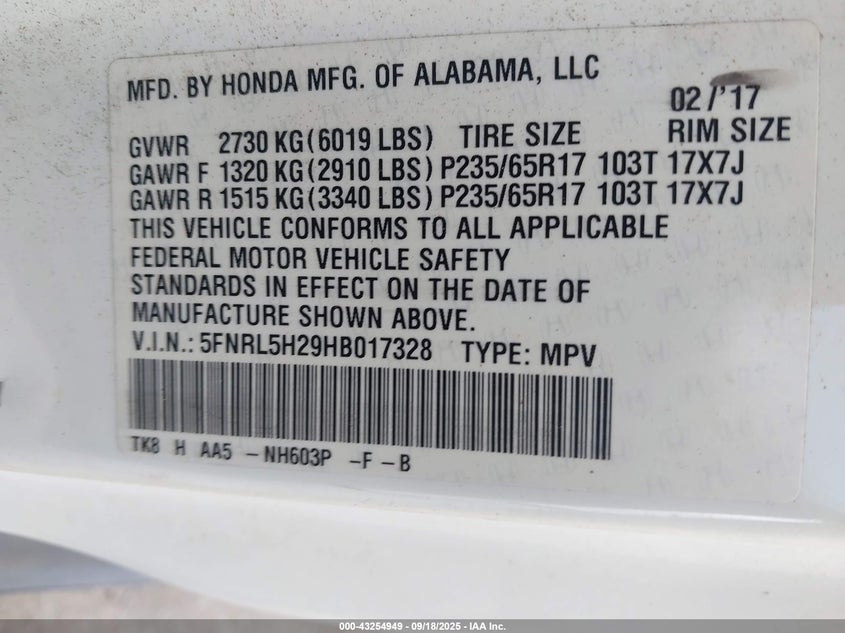 MFD. BY HONDA MFG. OF ALABAMA, LLC
02/'17
GVWR 2730 KG(6019 LBS) TIRE SIZE RIM SIZE
GAWR F 1320 KG(2910 LBS) P235/65R17 103T 17X7J
GAWR R 1515 KG(3340 LBS) P235/65R17 103T 17X7J
THIS VEHICLE CONFORMS TO ALL APPLICABLE
FEDERAL MOTOR VEHICLE SAFETY
STANDARDS IN EFFECT ON THE DATE OF
MANUFACTURE SHOWN ABOVE.
V.I.N.: 5FNRL5H29HB017328 TYPE: MPV
TK8 H AA5 – NH603P –F –B
000-43254949 - 09/18/2025 - IAA Inc.